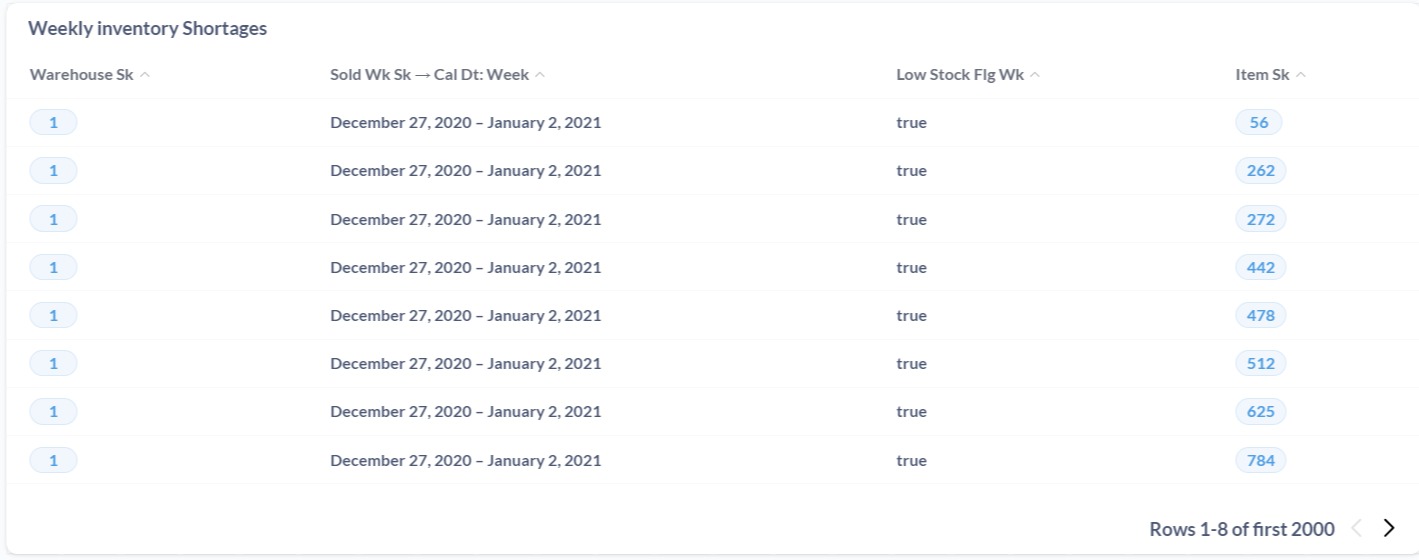 Weekly inventory Shortages
Warehouse Sk Sold Wk Sk → Cal Dt: Week Low Stock Flg Wk Item Sk
1 December 27, 2020 – January 2, 2021 true 56
1 December 27, 2020 – January 2, 2021 true 262
1 December 27, 2020 – January 2, 2021 true 272
1 December 27, 2020 – January 2, 2021 true 442
1 December 27, 2020 – January 2, 2021 true 478
1 December 27, 2020 – January 2, 2021 true 512
1 December 27, 2020 – January 2, 2021 true 625
1 December 27, 2020 – January 2, 2021 true 784
Rows 1-8 of first 2000